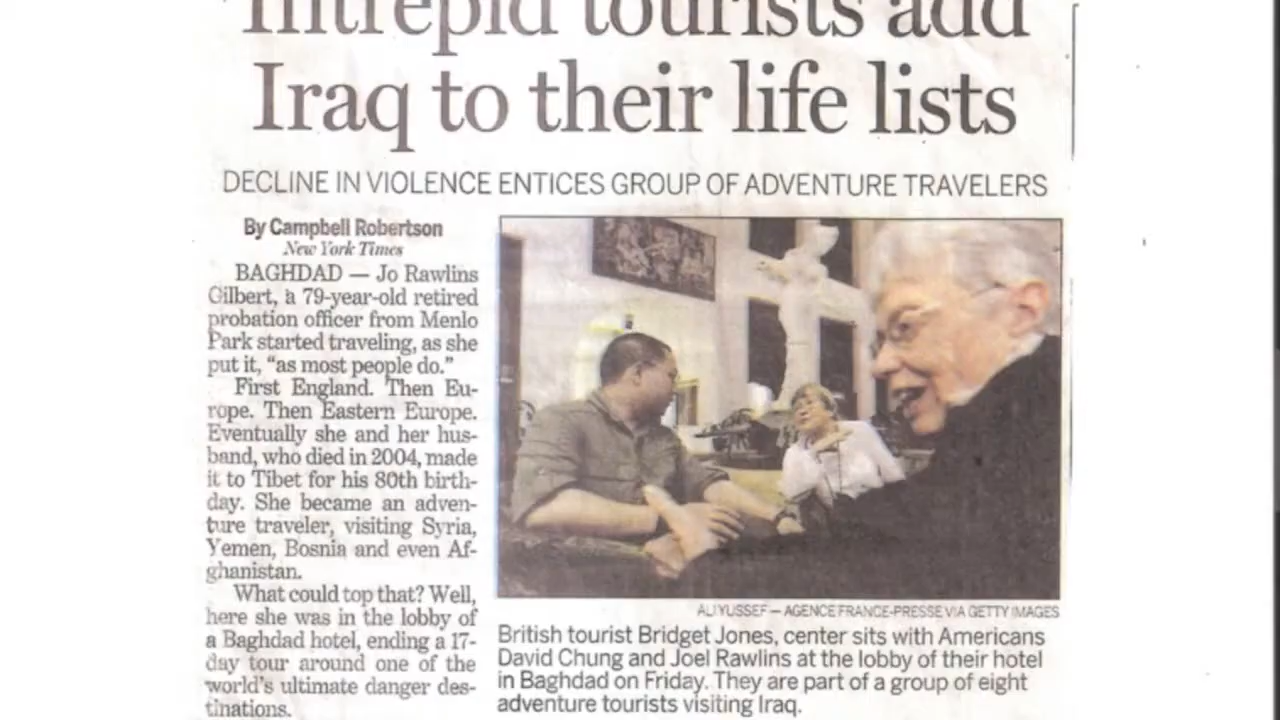 Intrepid tourists add
Iraq to their life lists
DECLINE IN VIOLENCE ENTICES GROUP OF ADVENTURE TRAVELERS
By Campbell Robertson
New York Times
BAGHDAD — Jo Rawlins
Gilbert, a 79-year-old retired
probation officer from Menlo
Park started traveling, as she
put it, “as most people do.”
First England. Then Eu-
rope. Then Eastern Europe.
Eventually she and her hus-
band, who died in 2004, made
it to Tibet for his 80th birth-
day. She became an adven-
ture traveler, visiting Syria,
Yemen, Bosnia and even Af-
ghanistan.
What could top that? Well,
here she was in the lobby of
a Baghdad hotel, ending a 17-
day tour around one of the
world's ultimate danger des-
tinations.
ALI YUSSEF — AGENCE FRANCE-PRESSE VIA GETTY IMAGES
British tourist Bridget Jones, center sits with Americans
David Chung and Joel Rawlins at the lobby of their hotel
in Baghdad on Friday. They are part of a group of eight
adventure tourists visiting Iraq.